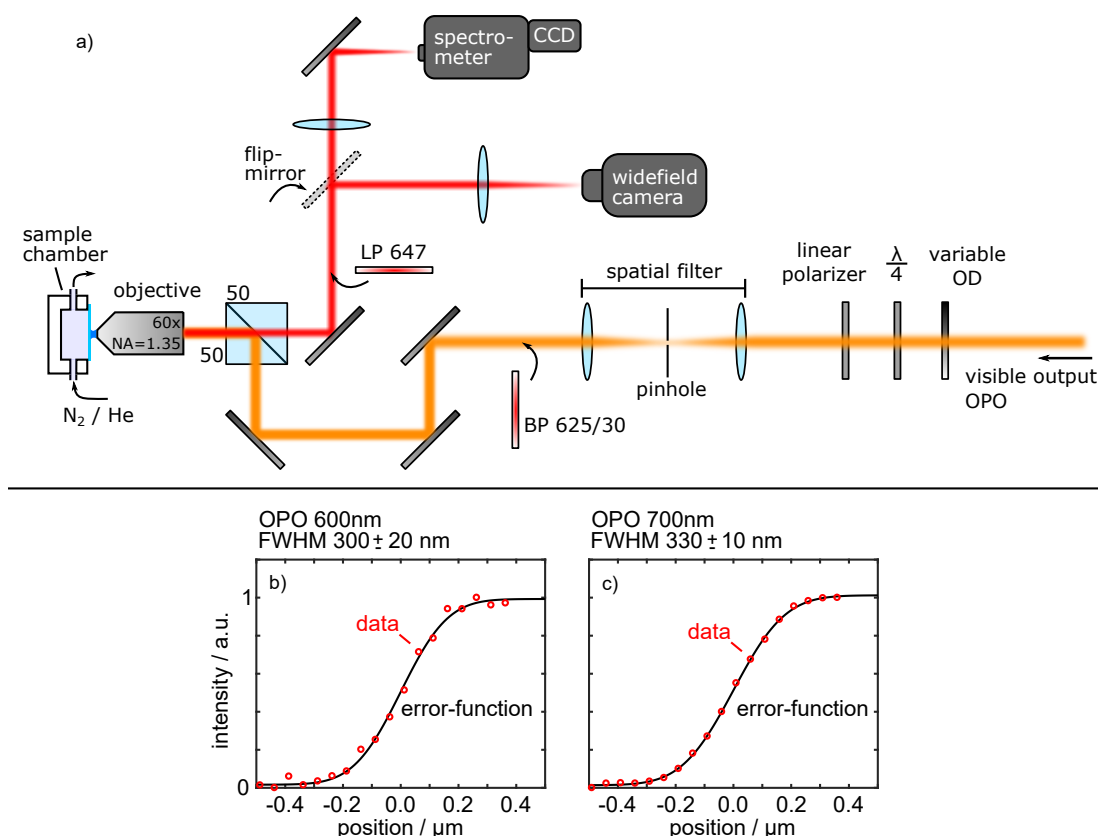 a)
spectro-
meter
CCD
flip-
mirror
widefield
camera
sample
chamber
LP 647
objective
60x
NA=1.35
50
50
N₂ / He
spatial filter
pinhole
BP 625/30
linear
polarizer
λ
4
variable
OD
visible output
OPO
OPO 600nm
FWHM 300 ± 20 nm
b)
1
0
intensity / a.u.
data
error-function
-0.4
-0.2
0.0
0.2
0.4
position / µm
OPO 700nm
FWHM 330 ± 10 nm
c)
1
0
data
error-function
-0.4
-0.2
0.0
0.2
0.4
position / µm